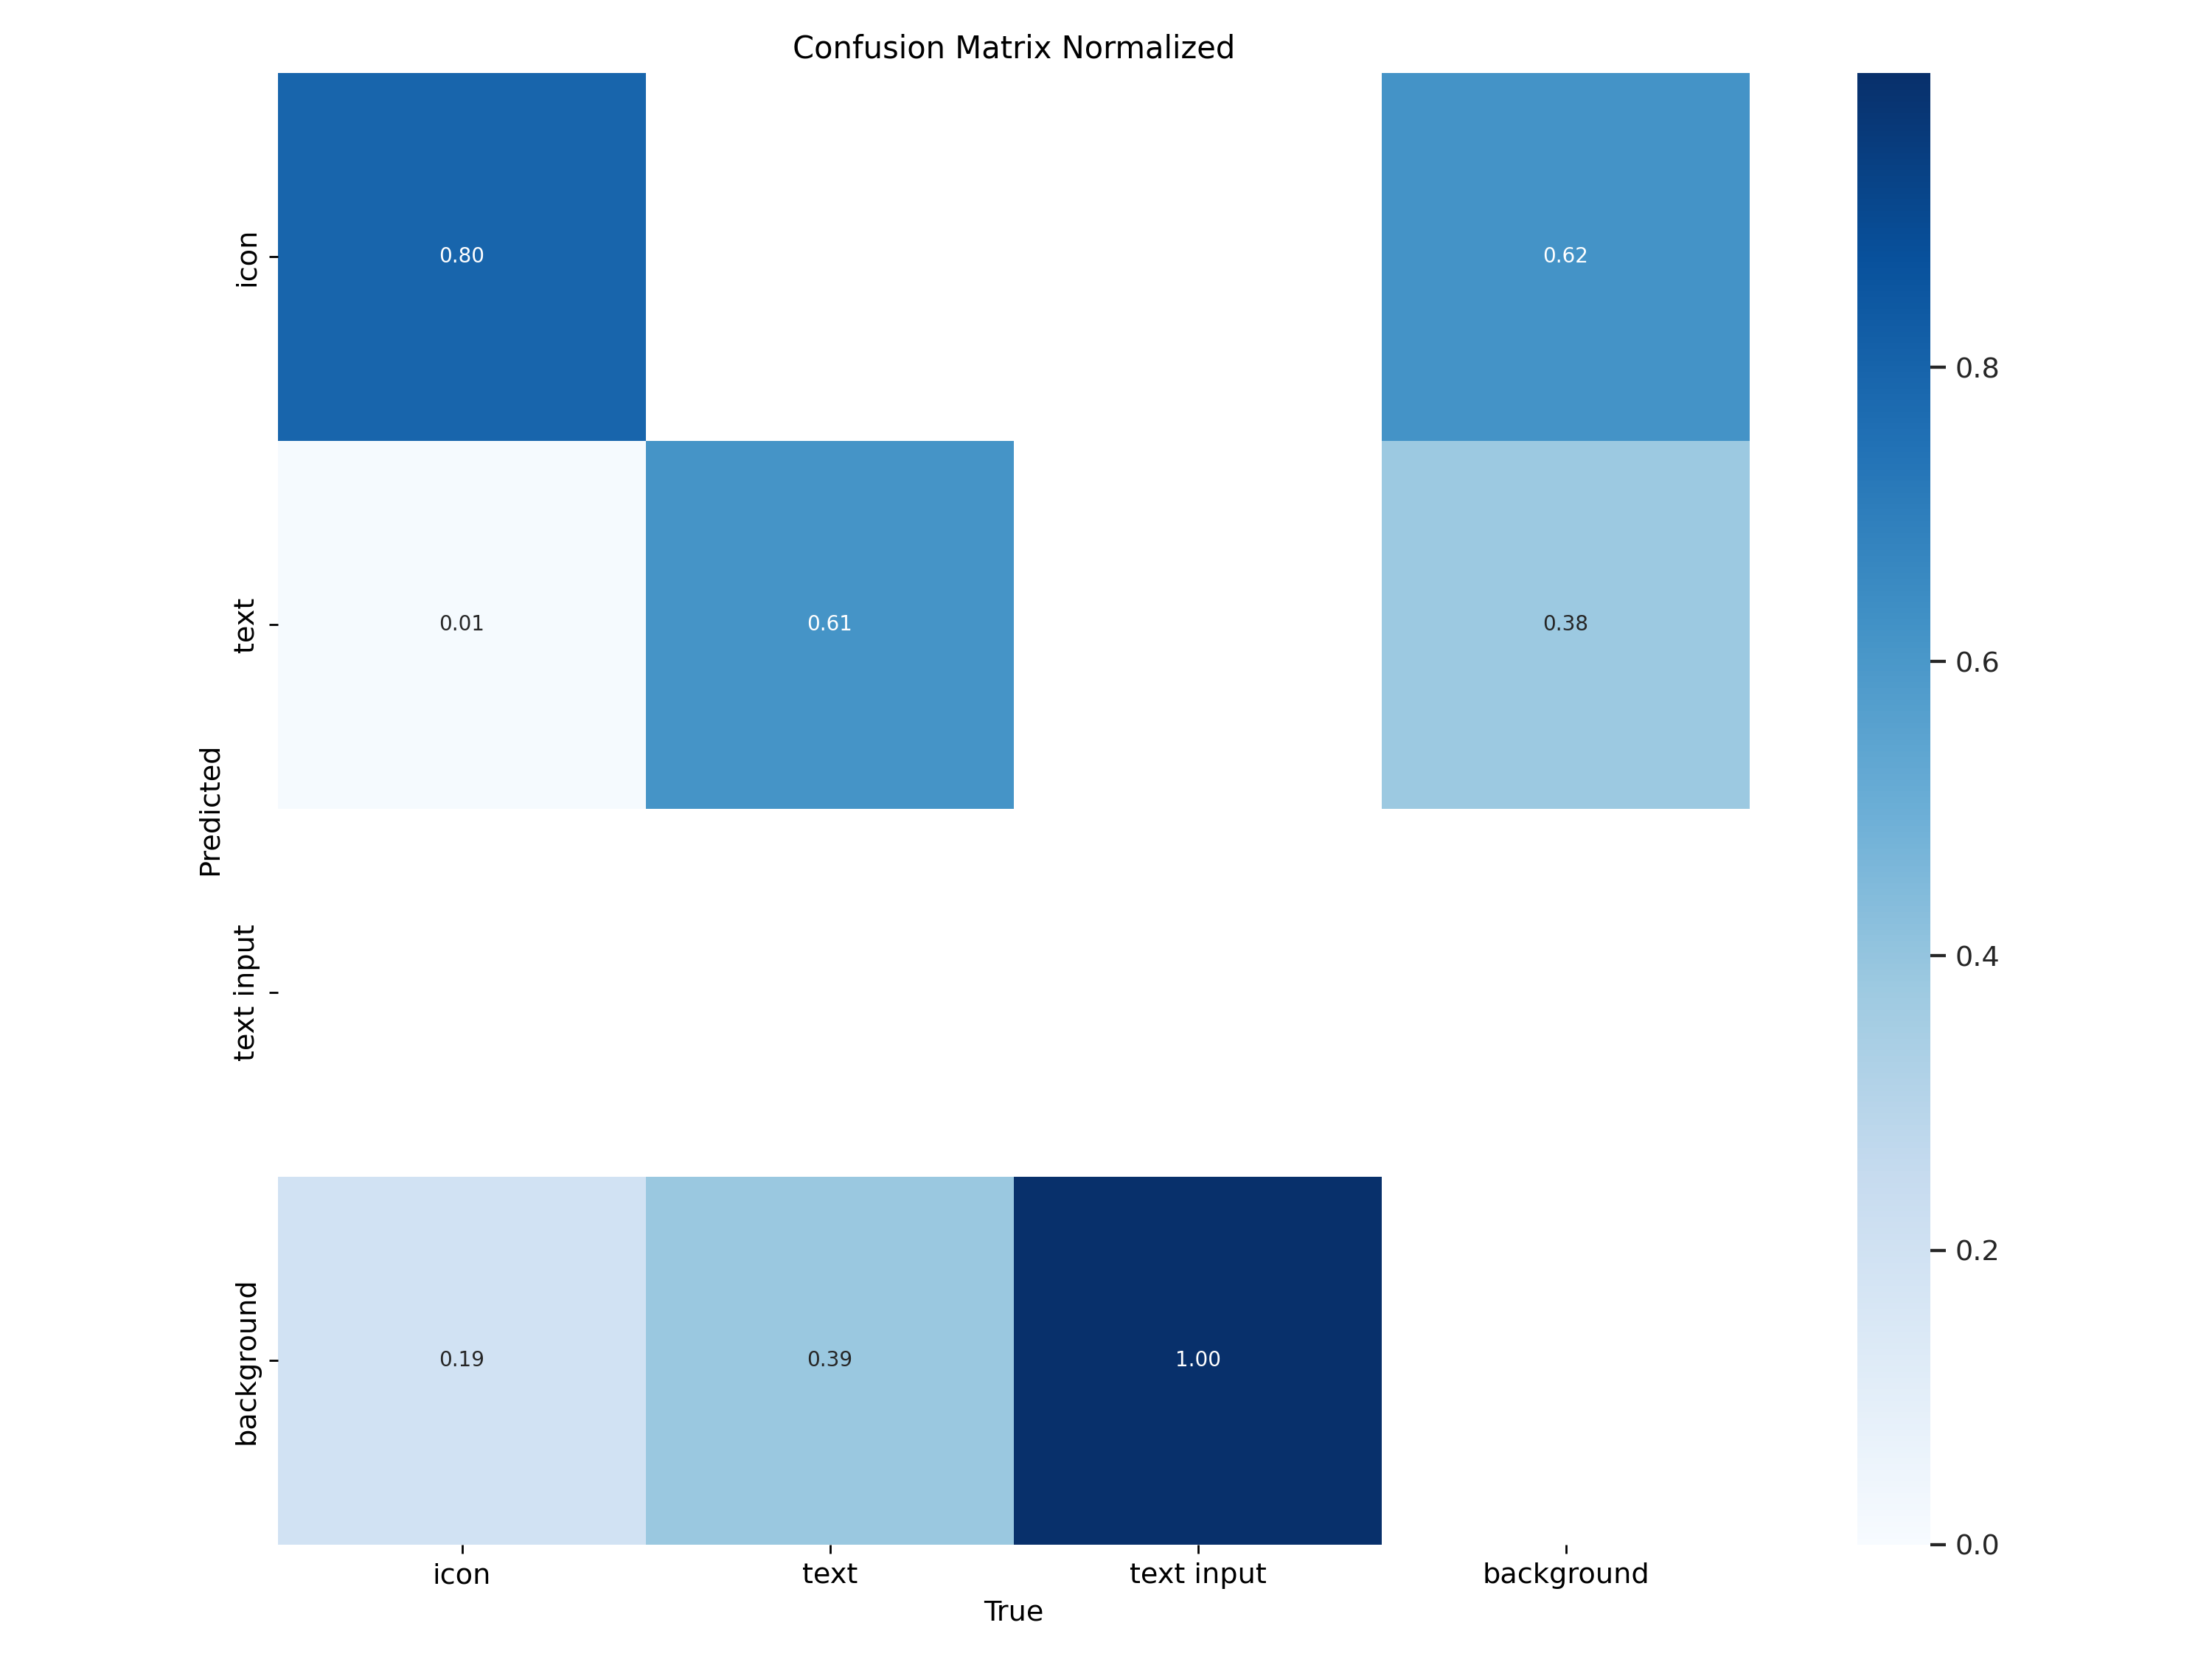 Confusion Matrix Normalized
icon
0.80
0.62
0.8
text
0.01
0.61
0.38
0.6
Predicted
text input
0.4
background
0.19
0.39
1.00
0.2
0.0
icon
text
text input
background
True